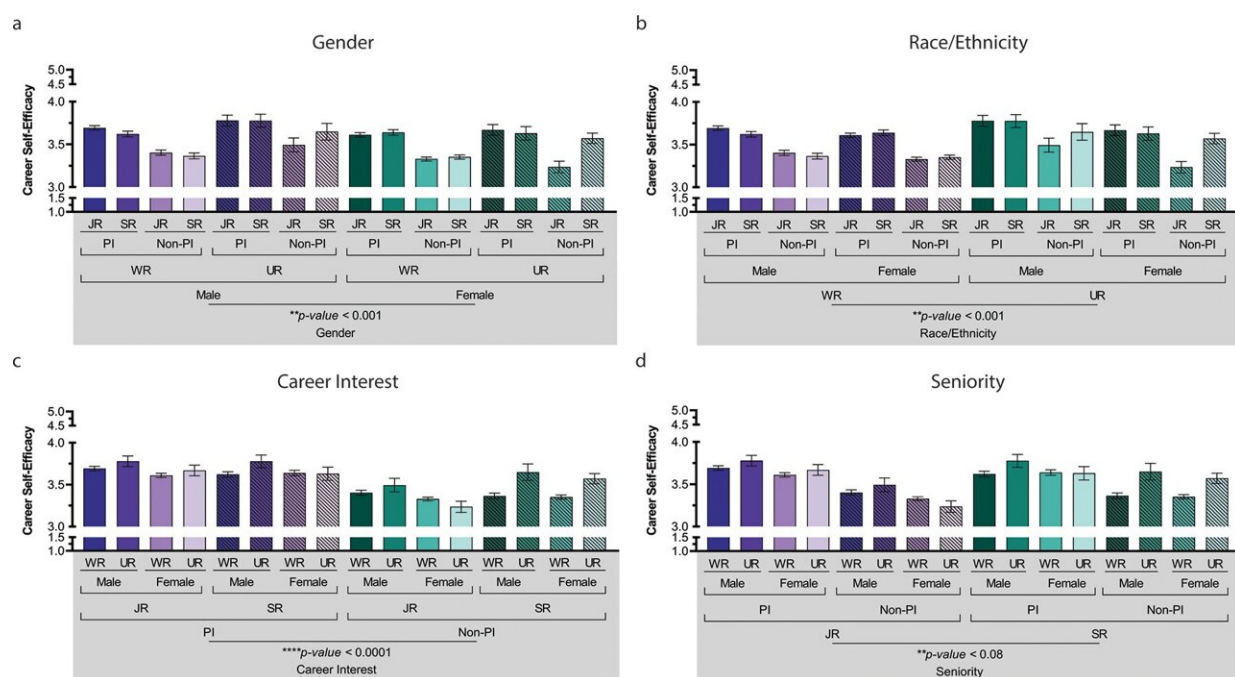 a
Gender
Career Self-Efficacy
5.0
4.5
4.0
3.5
3.0
1.5
1.0
JR SR JR SR JR SR JR SR JR SR JR SR JR SR JR SR
PI Non-PI PI Non-PI PI Non-PI PI Non-PI
WR UR WR UR
Male Female
**p-value < 0.001
Gender
b
Race/Ethnicity
Career Self-Efficacy
5.0
4.5
4.0
3.5
3.0
1.5
1.0
JR SR JR SR JR SR JR SR JR SR JR SR JR SR JR SR
PI Non-PI PI Non-PI PI Non-PI PI Non-PI
Male Female Male Female
WR UR
**p-value < 0.001
Race/Ethnicity
c
Career Interest
Career Self-Efficacy
5.0
4.5
4.0
3.5
3.0
1.5
1.0
WR UR WR UR WR UR WR UR WR UR WR UR WR UR WR UR
Male Female Male Female Male Female Male Female
JR SR JR SR
PI Non-PI
****p-value < 0.0001
Career Interest
d
Seniority
Career Self-Efficacy
5.0
4.5
4.0
3.5
3.0
1.5
1.0
WR UR WR UR WR UR WR UR WR UR WR UR WR UR WR UR
Male Female Male Female Male Female Male Female
PI Non-PI PI Non-PI
JR SR
**p-value < 0.08
Seniority